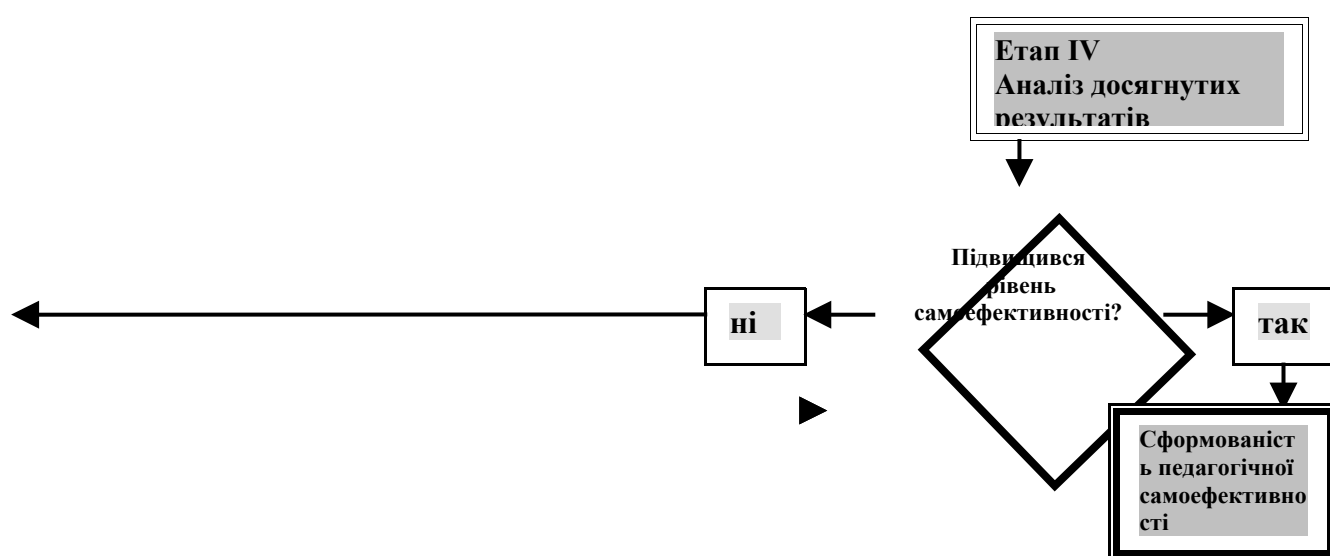 Етап IV
Аналіз досягнутих
результатів
Підвищився
рівень
самоефективності?
ні
так
Сформованіст
ь педагогічної
самоефективно
сті